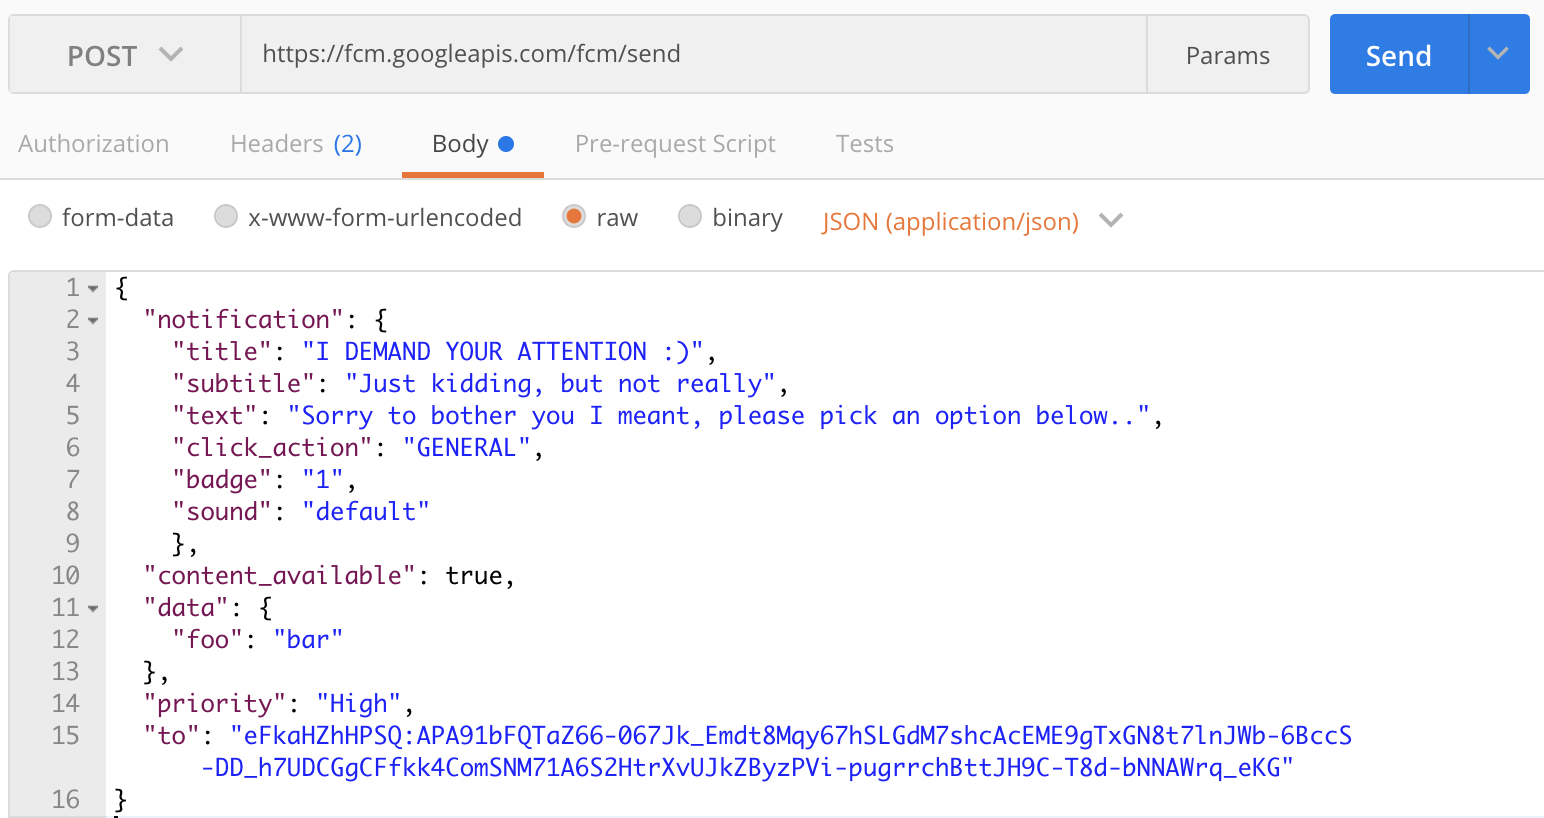 POST https://fcm.googleapis.com/fcm/send Params Send
Authorization Headers (2) Body Pre-request Script Tests
form-data x-www-form-urlencoded raw binary JSON (application/json)
1 {
2 "notification": {
3 "title": "I DEMAND YOUR ATTENTION :)",
4 "subtitle": "Just kidding, but not really",
5 "text": "Sorry to bother you I meant, please pick an option below..",
6 "click_action": "GENERAL",
7 "badge": "1",
8 "sound": "default"
9 },
10 "content_available": true,
11 "data": {
12 "foo": "bar"
13 },
14 "priority": "High",
15 "to": "eFkaHZhHPSQ:APA91bFQTaZ66-067Jk_Emdt8Mqy67hSLGdM7shcAcEME9gTxGN8t7lnJWb-6BccS
-DD_h7UDCGgCFfkk4ComSNM71A6S2HtrXvUJkZByzPVi-pugrrchBttJH9C-T8d-bNNAWrq_eKG"
16 }